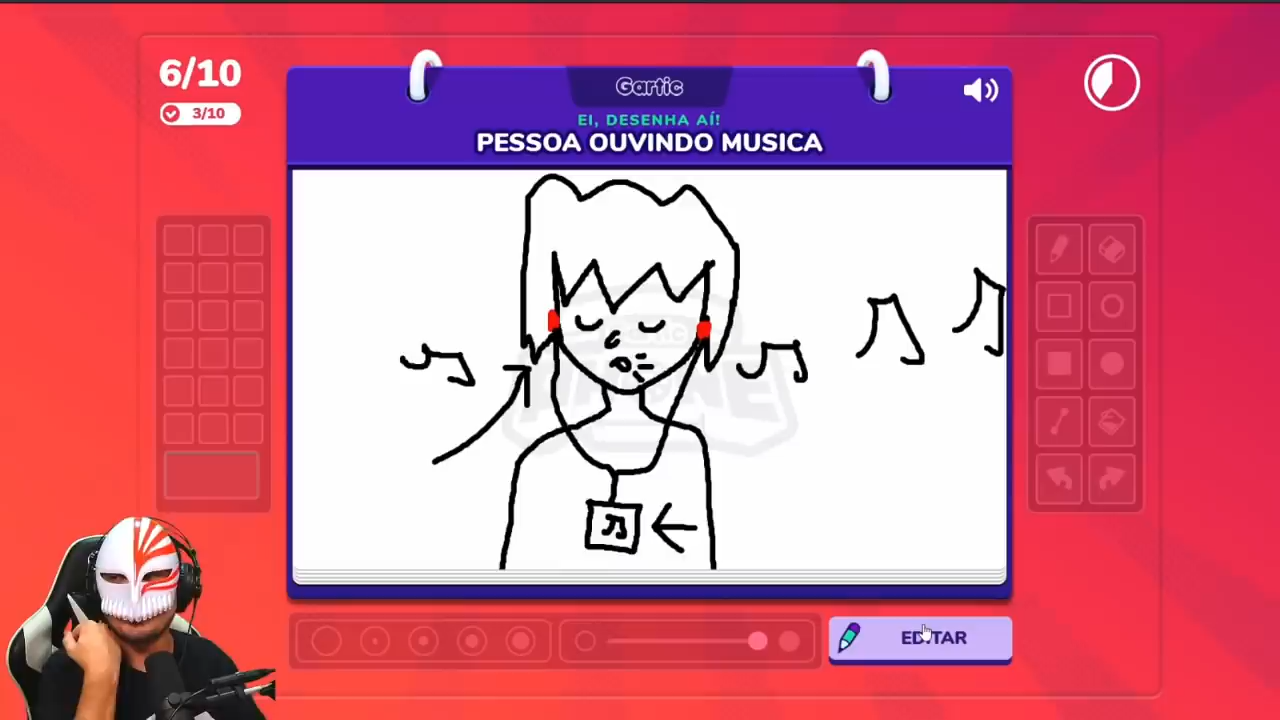 6/10
3/10
Gartic
EI, DESENHA AÍ!
PESSOA OUVINDO MUSICA
EDITAR